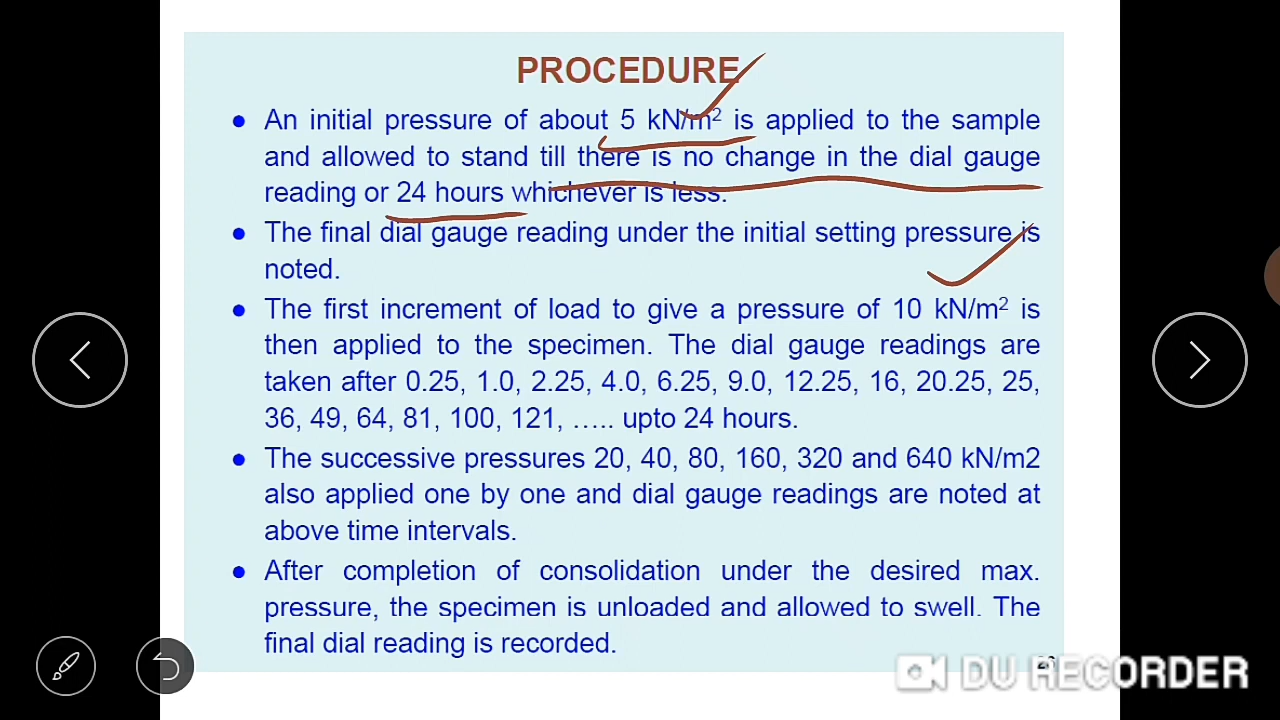 PROCEDURE
● An initial pressure of about 5 kN/m² is applied to the sample
and allowed to stand till there is no change in the dial gauge
reading or 24 hours whichever is less.
● The final dial gauge reading under the initial setting pressure is
noted.
● The first increment of load to give a pressure of 10 kN/m² is
then applied to the specimen. The dial gauge readings are
taken after 0.25, 1.0, 2.25, 4.0, 6.25, 9.0, 12.25, 16, 20.25, 25,
36, 49, 64, 81, 100, 121, ….. upto 24 hours.
● The successive pressures 20, 40, 80, 160, 320 and 640 kN/m2
also applied one by one and dial gauge readings are noted at
above time intervals.
● After completion of consolidation under the desired max.
pressure, the specimen is unloaded and allowed to swell. The
final dial reading is recorded.
DU RECORDER